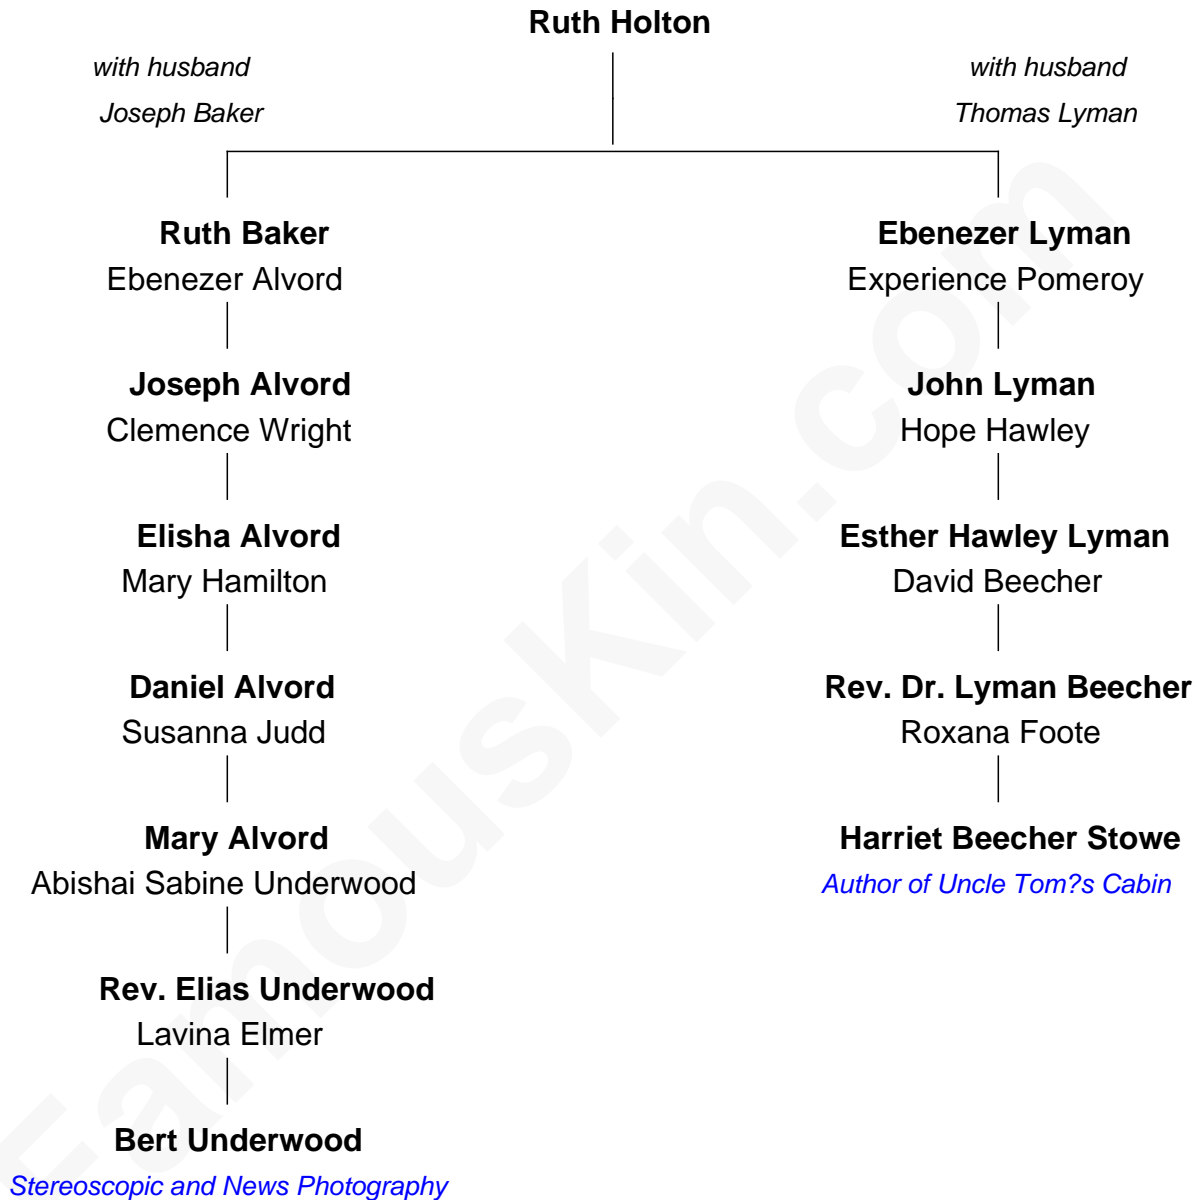 Ruth Holton
with husband
Joseph Baker
with husband
Thomas Lyman
Ruth Baker
Ebenezer Alvord
Ebenezer Lyman
Experience Pomeroy
Joseph Alvord
Clemence Wright
John Lyman
Hope Hawley
Elisha Alvord
Mary Hamilton
Esther Hawley Lyman
David Beecher
Daniel Alvord
Susanna Judd
Rev. Dr. Lyman Beecher
Roxana Foote
Mary Alvord
Abishai Sabine Underwood
Harriet Beecher Stowe
Author of Uncle Tom?s Cabin
Rev. Elias Underwood
Lavina Elmer
Bert Underwood
Stereoscopic and News Photography
FamousKin.com